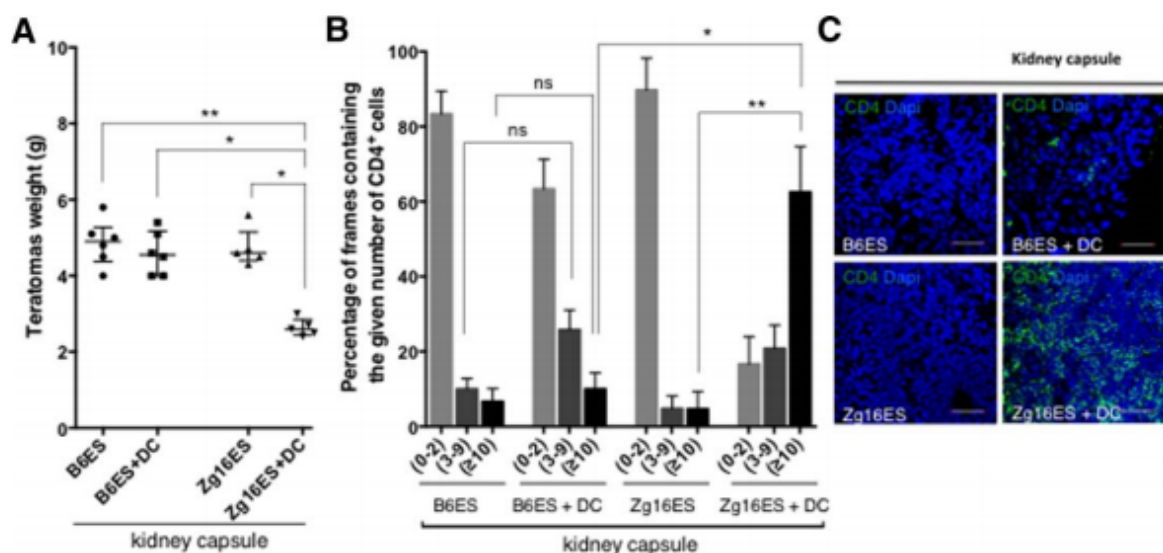 A
Teratomas weight (g)
10
8
6
4
2
0
**
*
*
B6ES
B6ES+DC
Zg16ES
Zg16ES+DC
kidney capsule
B
Percentage of frames containing
the given number of CD4+ cells
100
80
60
40
20
0
*
ns
**
ns
(0-2) (3-9) (≥10) (0-2) (3-9) (≥10) (0-2) (3-9) (≥10) (0-2) (3-9) (≥10)
B6ES B6ES + DC Zg16ES Zg16ES + DC
kidney capsule
C
Kidney capsule
CD4 Dapi
B6ES
CD4 Dapi
B6ES + DC
CD4 Dapi
Zg16ES
CD4 Dapi
Zg16ES + DC